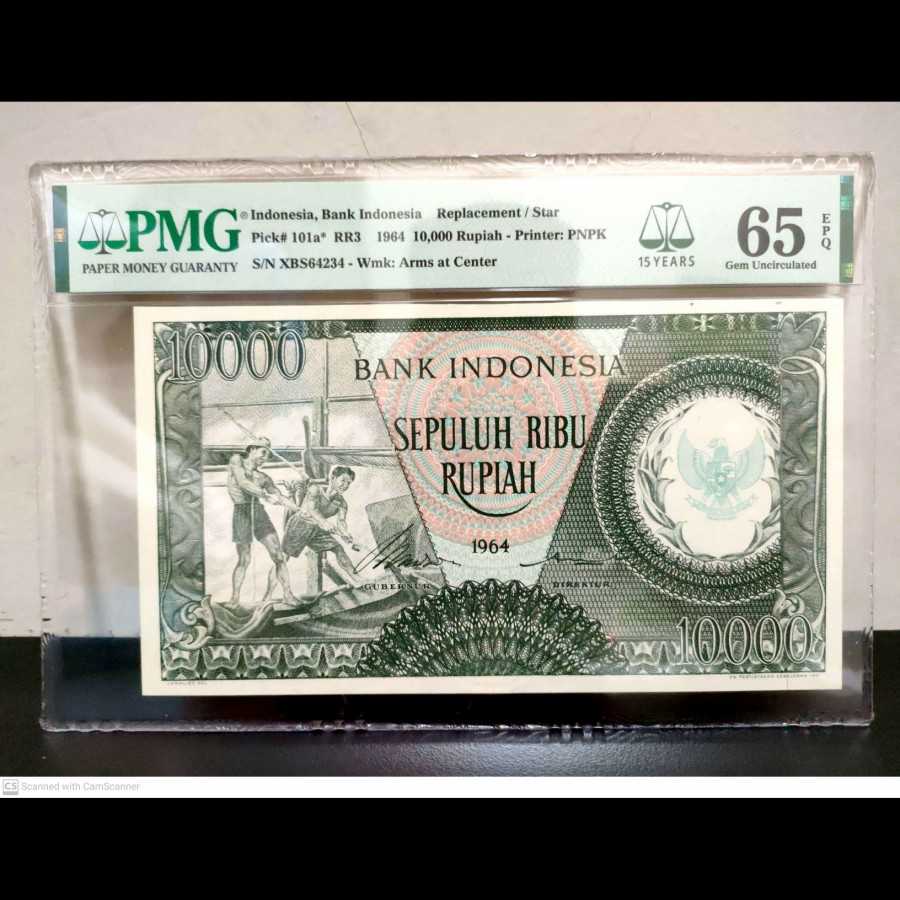 PMG®
PAPER MONEY GUARANTY
Indonesia, Bank Indonesia Replacement / Star
Pick# 101a* RR3 1964 10,000 Rupiah - Printer: PNPK
S/N XBS64234 - Wmk: Arms at Center
15 YEARS
65
EPQ
Gem Uncirculated
10000
BANK INDONESIA
SEPULUH RIBU
RUPIAH
1964
GUBERNUR
DIREKTUR
10000
CS Scanned with CamScanner